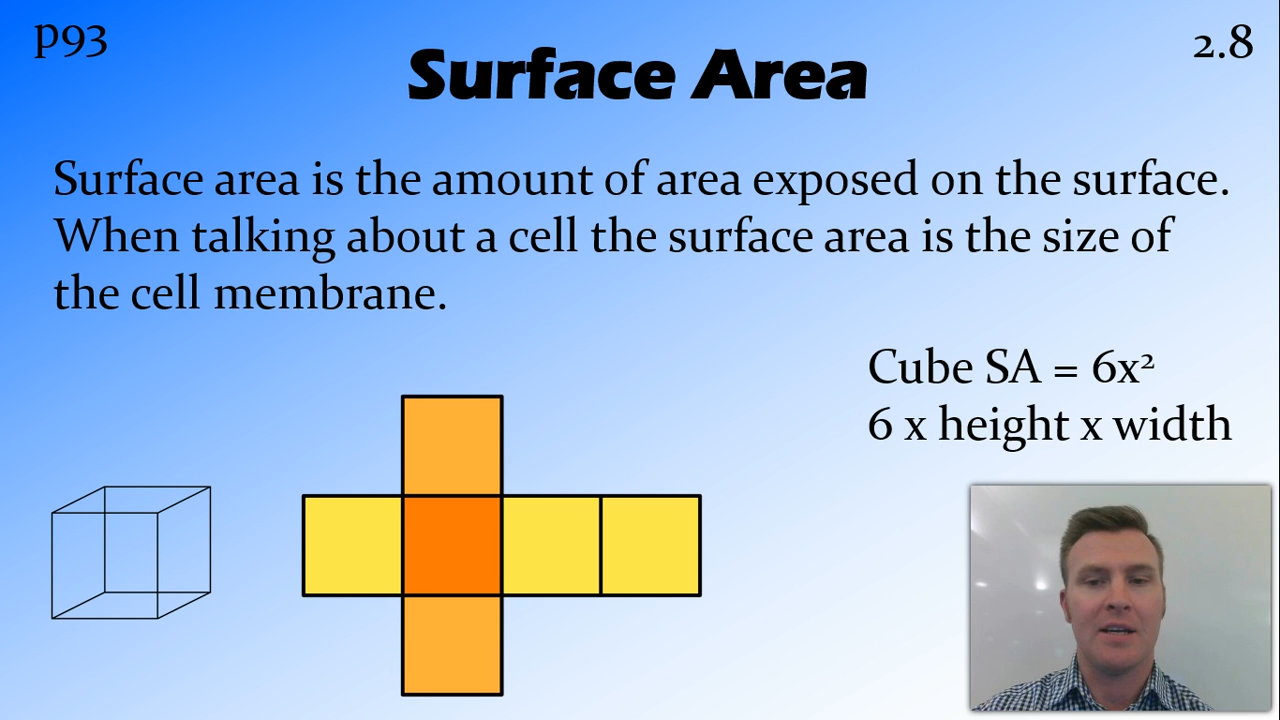 p93
2.8
Surface Area
Surface area is the amount of area exposed on the surface.
When talking about a cell the surface area is the size of
the cell membrane.
Cube SA = 6x²
6 x height x width